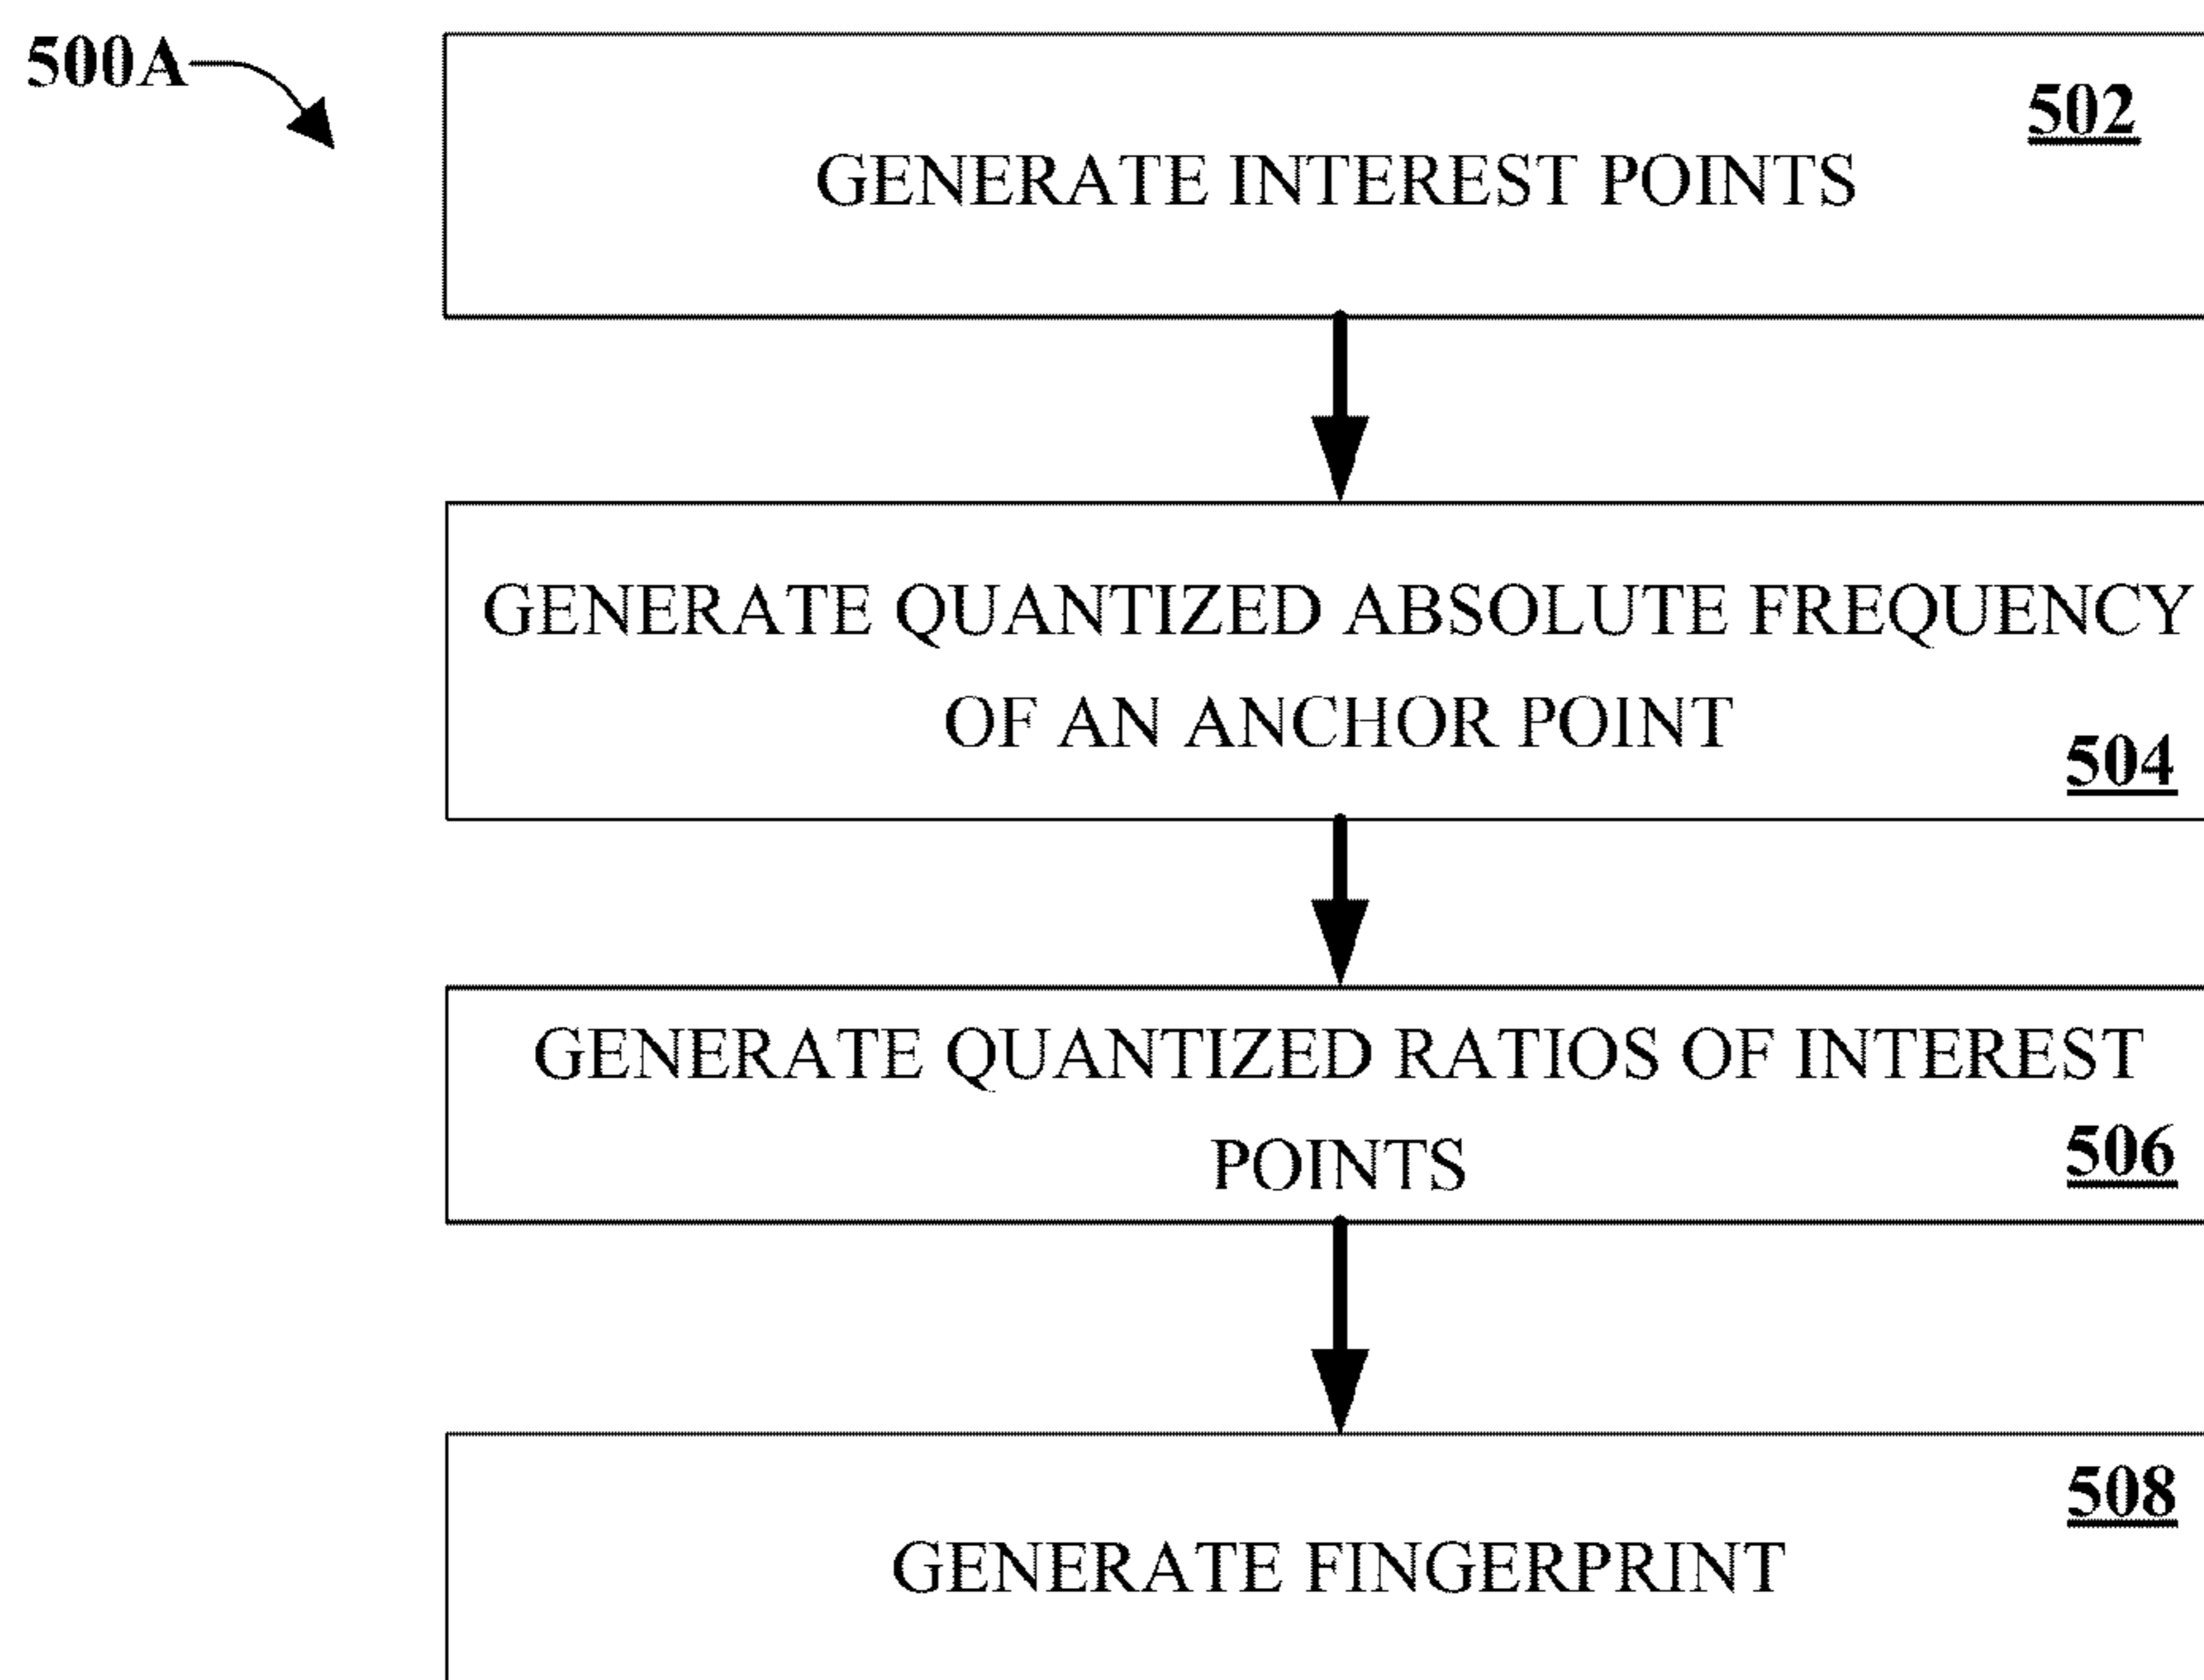 500A
502
GENERATE INTEREST POINTS
GENERATE QUANTIZED ABSOLUTE FREQUENCY
OF AN ANCHOR POINT
504
GENERATE QUANTIZED RATIOS OF INTEREST
POINTS
506
508
GENERATE FINGERPRINT